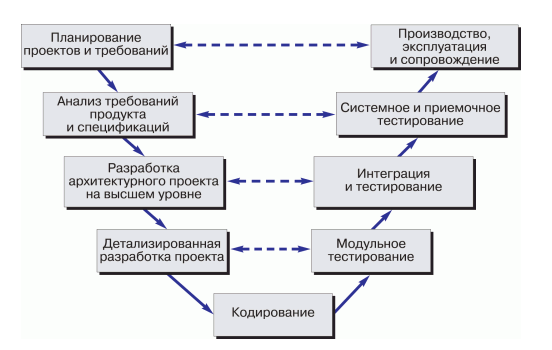 Планирование
проектов и требований
Производство,
эксплуатация
и сопровождение
Анализ требований
продукта
и спецификаций
Системное и приемочное
тестирование
Разработка
архитектурного проекта
на высшем уровне
Интеграция
и тестирование
Детализированная
разработка проекта
Модульное
тестирование
Кодирование